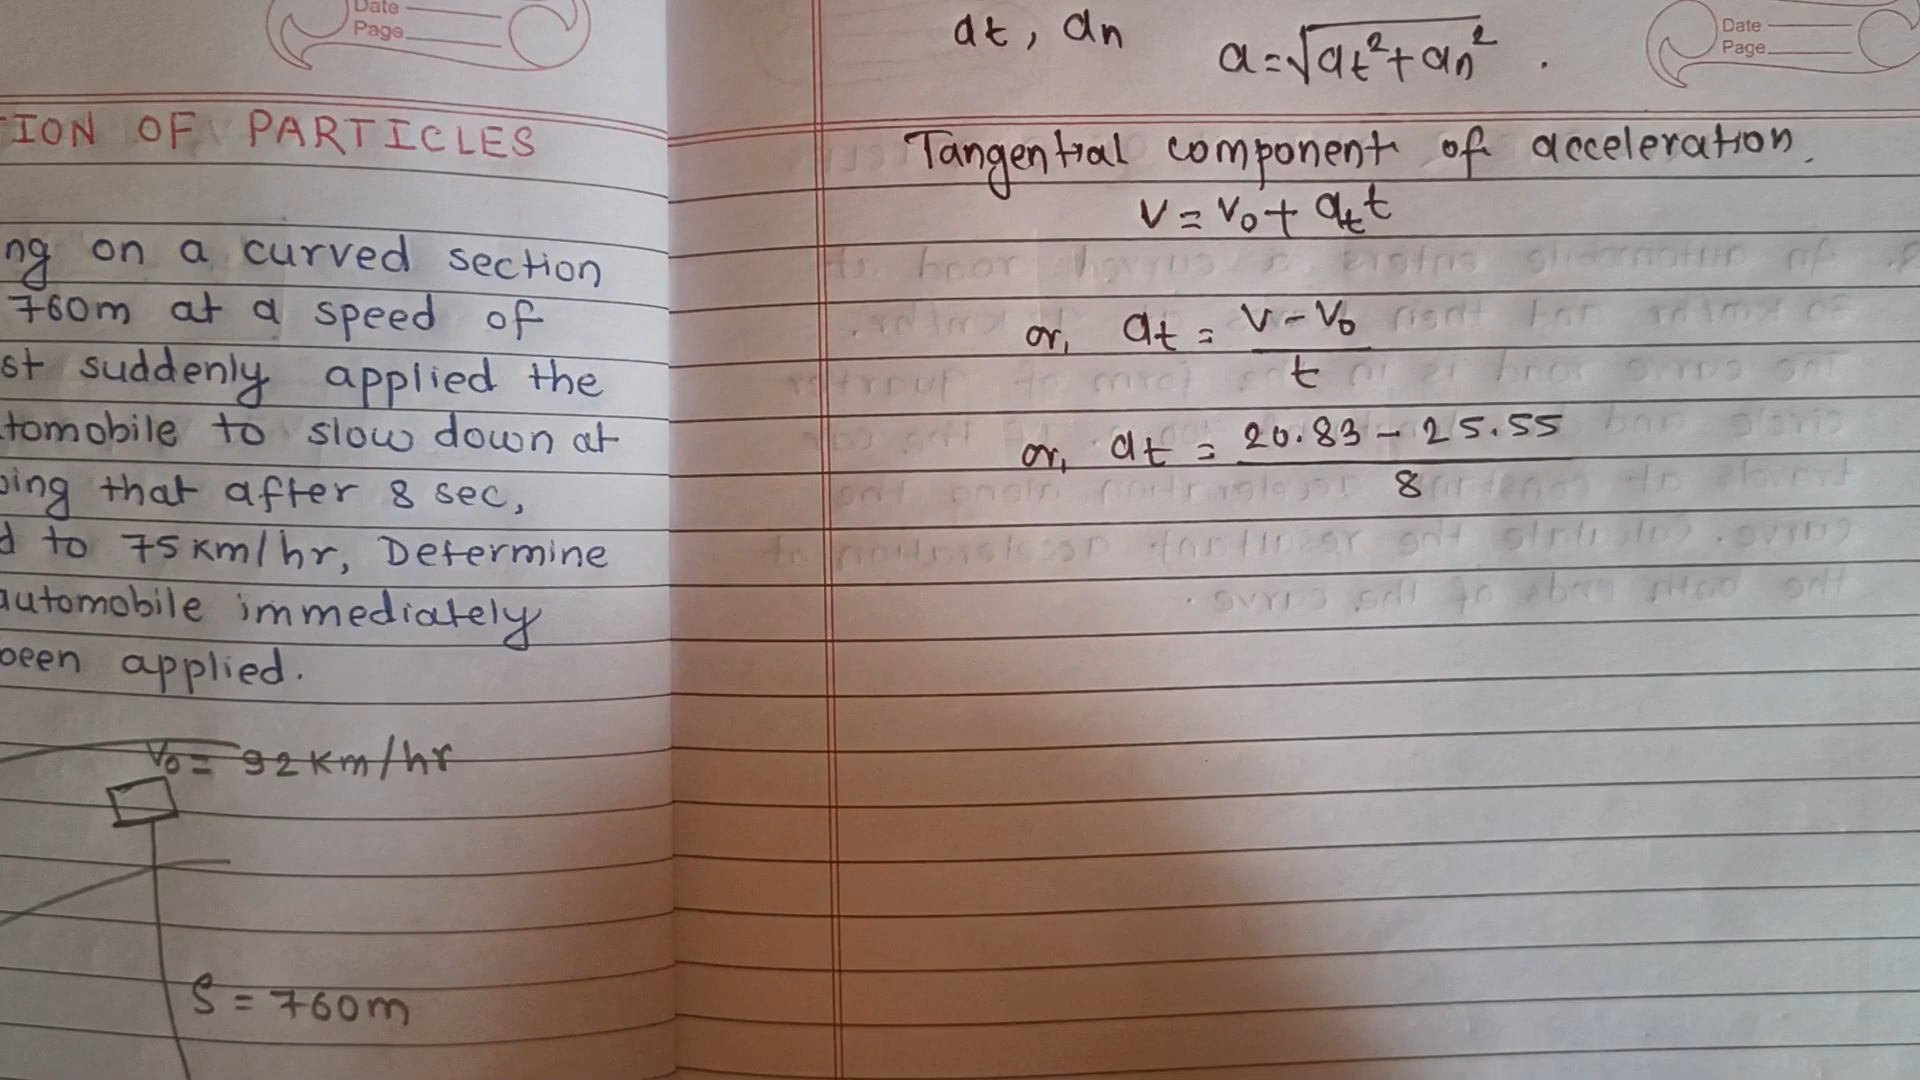 Date
Page
TION OF PARTICLES
ng on a curved section
760m at a speed of
st suddenly applied the
tomobile to slow down at
ing that after 8 sec,
d to 75 km/hr, Determine
automobile immediately
been applied.
v₀ = 92 km/hr
ρ = 760m
Date
Page
at, an
a = √at² + an² .
Tangential component of acceleration.
v = v₀ + at t
or, at = v - v₀ / t
or, at = 20.83 - 25.55 / 8